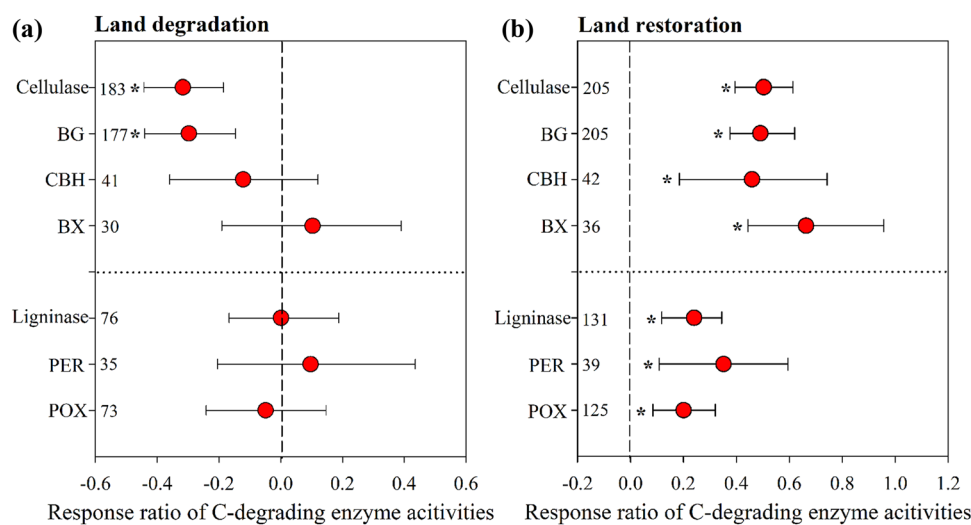 (a) Land degradation
Cellulase 183 *
BG 177 *
CBH 41
BX 30
Ligninase 76
PER 35
POX 73
-0.6 -0.4 -0.2 0.0 0.2 0.4 0.6
Response ratio of C-degrading enzyme acitivities
(b) Land restoration
Cellulase 205 *
BG 205 *
CBH 42 *
BX 36 *
Ligninase 131 *
PER 39 *
POX 125 *
-0.2 0.0 0.2 0.4 0.6 0.8 1.0 1.2
Response ratio of C-degrading enzyme acitivities